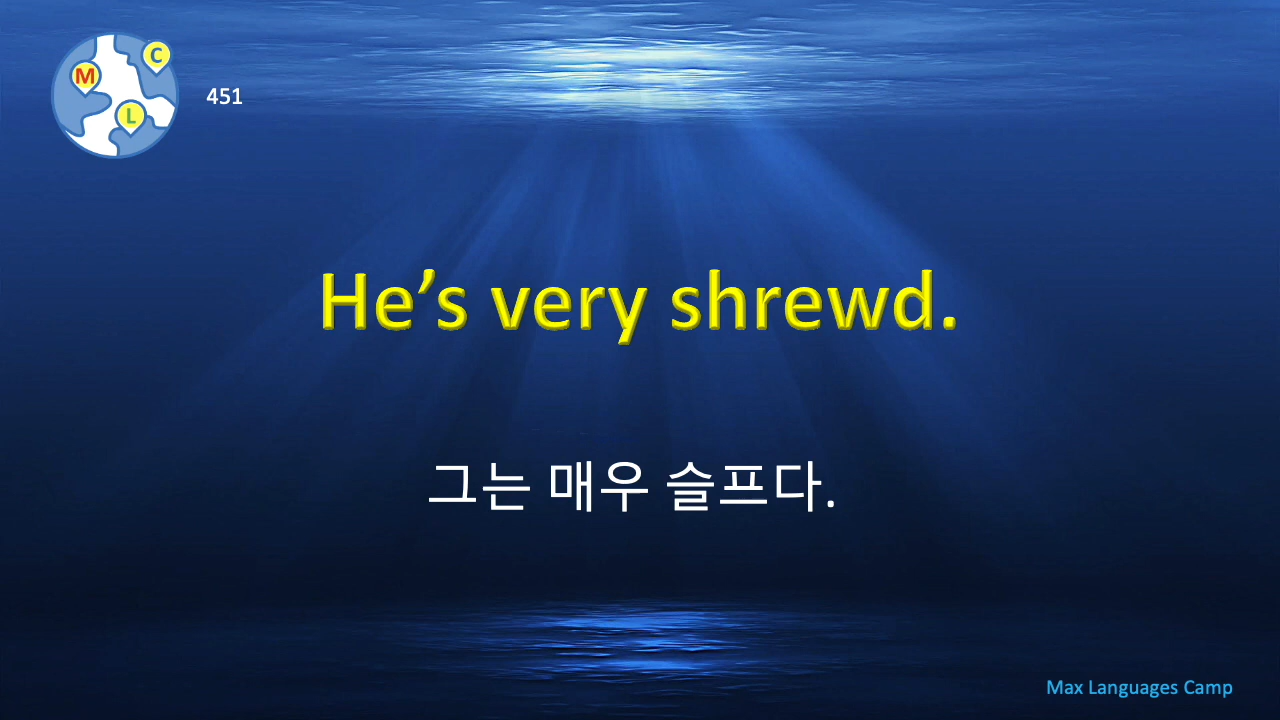 M
C
L
451
He’s very shrewd.
그는 매우 슬프다.
Max Languages Camp